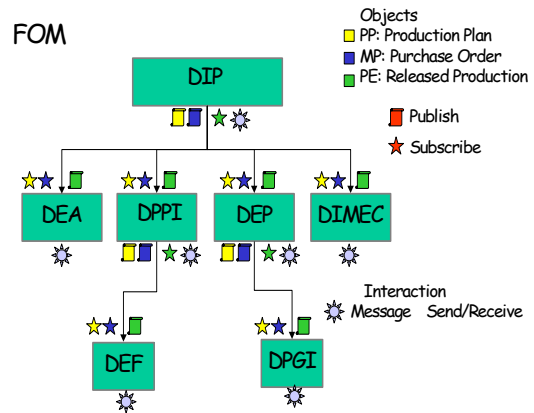 FOM
Objects
PP: Production Plan
MP: Purchase Order
PE: Released Production
Publish
Subscribe
DIP
DEA
DPPI
DEP
DIMEC
Interaction
Message Send/Receive
DEF
DPGI